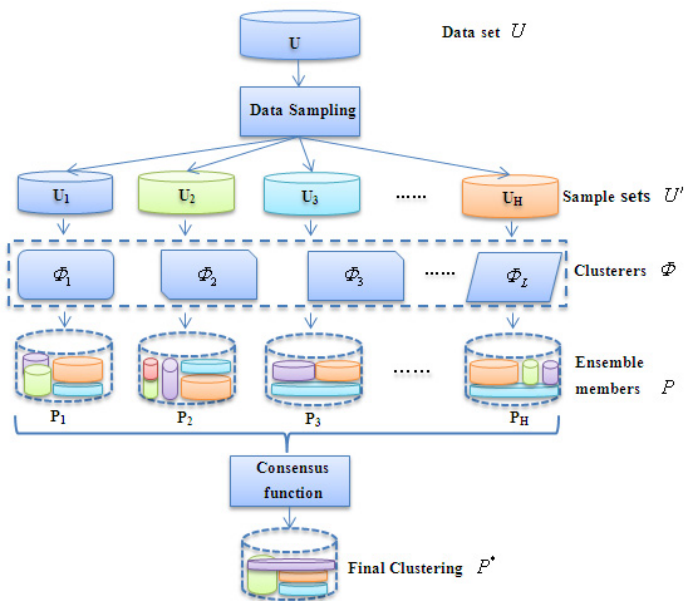 Data set U
U
Data Sampling
U1 U2 U3 ...... UH Sample sets U'
Φ1 Φ2 Φ3 ...... ΦL Clusterers Φ
Ensemble
...... members P
P1 P2 P3 PH
Consensus
function
Final Clustering P*